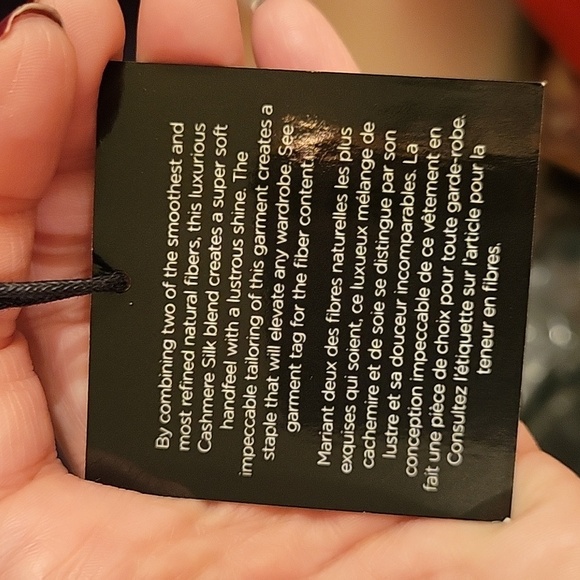 By combining two of the smoothest and
most refined natural fibers, this luxurious
Cashmere Silk blend creates a super soft
handfeel with a lustrous shine. The
impeccable tailoring of this garment creates a
staple that will elevate any wardrobe. See
garment tag for the fiber content.
Mariant deux des fibres naturelles les plus
exquises qui soient, ce luxueux mélange de
cachemire et de soie se distingue par son
lustre et sa douceur incomparables. La
conception impeccable de ce vêtement en
fait une pièce de choix pour toute garde-robe.
Consultez l'étiquette sur l'article pour la
teneur en fibres.